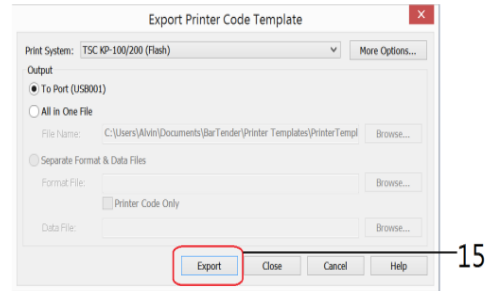 Export Printer Code Template
X
Print System: TSC KP-100/200 (Flash) More Options...
Output
To Port (USB001)
All in One File
File Name: C:\Users\Alvin\Documents\BarTender\Printer Templates\PrinterTempl Browse...
Separate Format & Data Files
Format File: Browse...
Printer Code Only
Data File: Browse...
Export Close Cancel Help
15